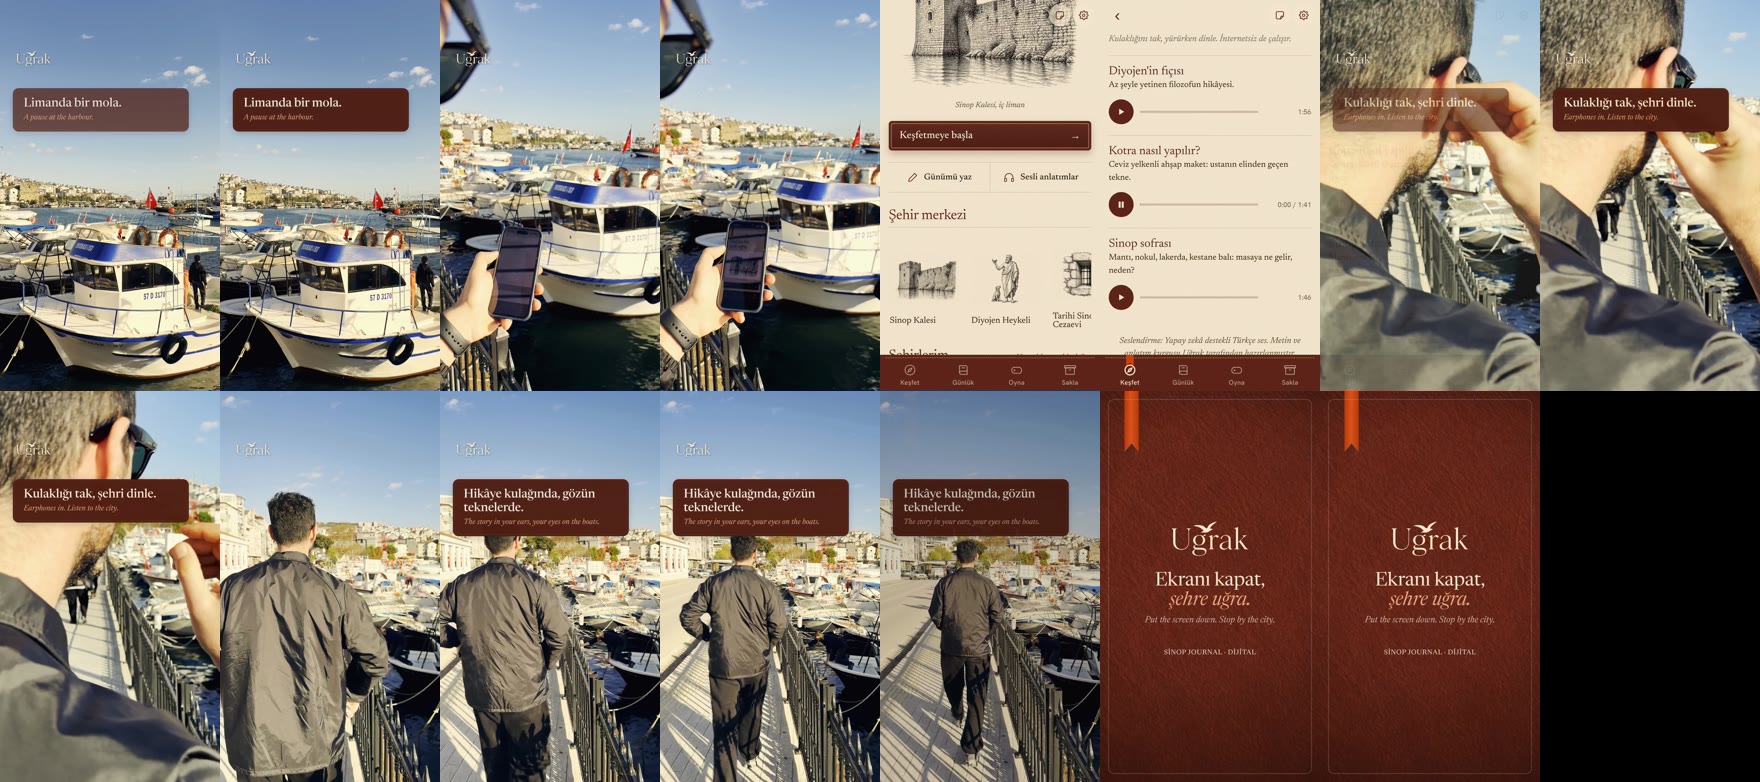 Uğrak
Limanda bir mola.
A pause at the harbour.
Uğrak
Limanda bir mola.
A pause at the harbour.
57 D 3170
57 D 3170
Uğrak
Uğrak
Sinop Kalesi, iç liman
Keşfetmeye başla →
Günümü yaz
Sesli anlatımlar
Şehir merkezi
Sinop Kalesi
Diyojen Heykeli
Tarihi Sino
Cezaevi
Şehirlerim
Keşfet
Günlük
Oyna
Sakla
Kulaklığını tak, yürürken dinle. İnternetsiz de çalışır.
Diyojen'in fıçısı
Az şeyle yetinen filozofun hikâyesi.
1:56
Kotra nasıl yapılır?
Ceviz yelkenli ahşap maket: ustanın elinden geçen
tekne.
0:00 / 1:41
Sinop sofrası
Mantı, nokul, lakerda, kestane balı: masaya ne gelir,
neden?
1:46
Seslendirme: Yapay zekâ destekli Türkçe ses. Metin ve
anlatım kurgusu Uğrak tarafından hazırlanmıştır.
Keşfet
Günlük
Oyna
Sakla
Uğrak
Kulaklığı tak, şehri dinle.
Earphones in. Listen to the city.
Uğrak
Kulaklığı tak, şehri dinle.
Earphones in. Listen to the city.
Uğrak
Kulaklığı tak, şehri dinle.
Earphones in. Listen to the city.
Uğrak
Uğrak
Hikâye kulağında, gözün
teknelerde.
The story in your ears, your eyes on the boats.
Uğrak
Hikâye kulağında, gözün
teknelerde.
The story in your ears, your eyes on the boats.
Hikâye kulağında, gözün
teknelerde.
The story in your ears, your eyes on the boats.
Uğrak
Ekranı kapat,
şehre uğra.
Put the screen down. Stop by the city.
SİNOP JOURNAL · DİJİTAL
Uğrak
Ekranı kapat,
şehre uğra.
Put the screen down. Stop by the city.
SİNOP JOURNAL · DİJİTAL